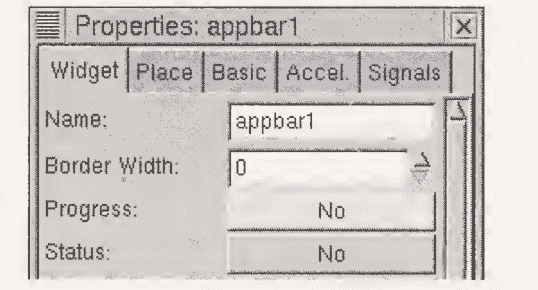 Properties: appbar1
Widget Place Basic Accel. Signals
Name: appbar1
Border Width: 0
Progress: No
Status: No